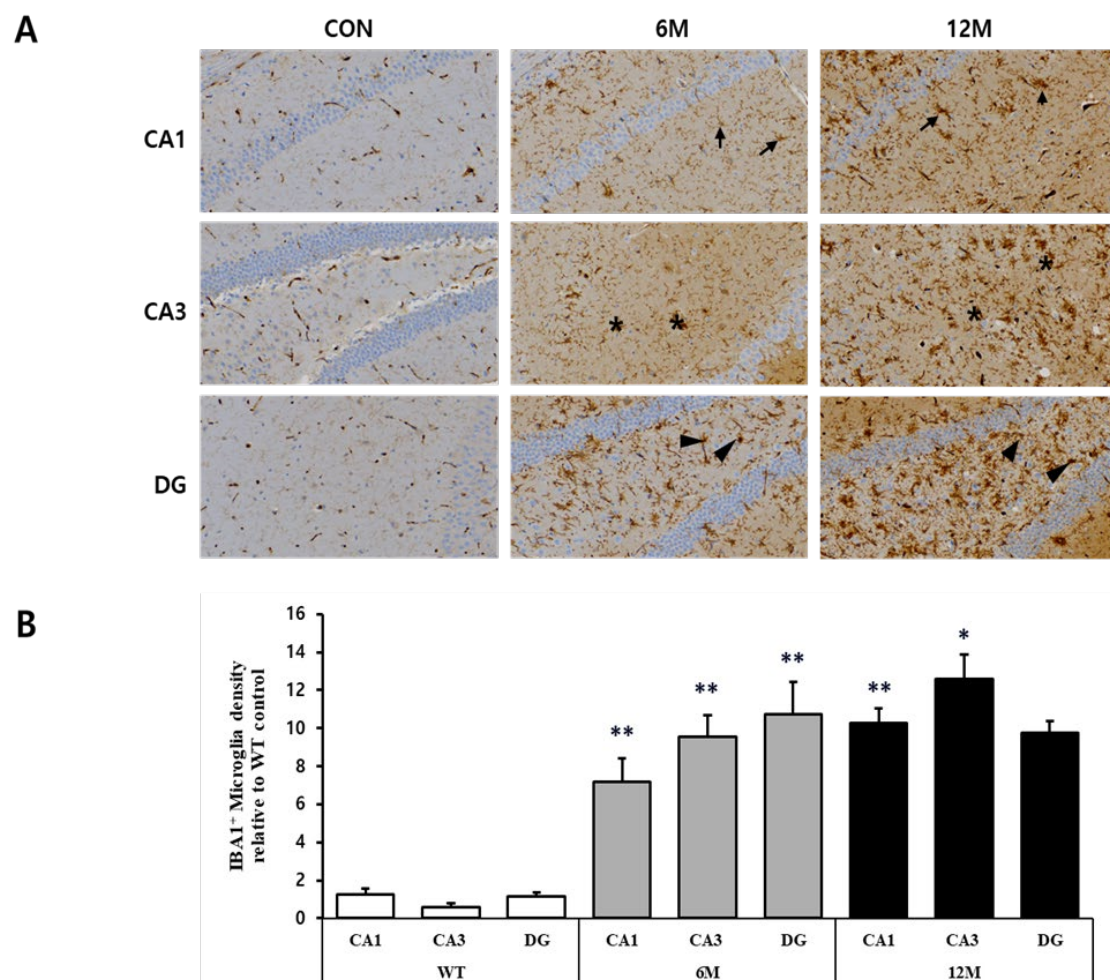 A
CON 6M 12M
CA1
CA3
* * * *
DG
B
IBA1⁺ Microglia density
relative to WT control
16
14
12
10
8
6
4
2
0
** ** ** ** *
CA1 CA3 DG CA1 CA3 DG CA1 CA3 DG
WT 6M 12M